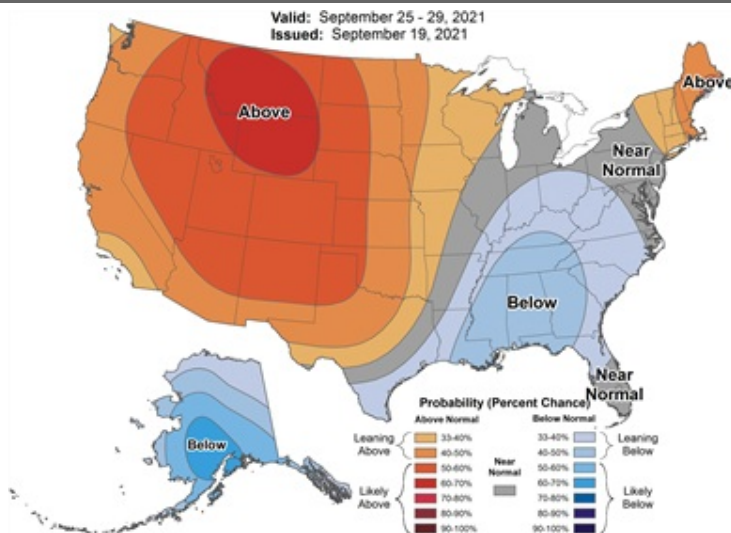 Valid: September 25 - 29, 2021
Issued: September 19, 2021
Above
Above
Near
Normal
Below
Near
Normal
Below
Probability (Percent Chance)
Above Normal
Below Normal
Leaning
Above
33-40%
40-50%
50-60%
60-70%
70-80%
80-90%
90-100%
Likely
Above
Near
Normal
33-40%
40-50%
50-60%
60-70%
70-80%
80-90%
90-100%
Leaning
Below
Likely
Below